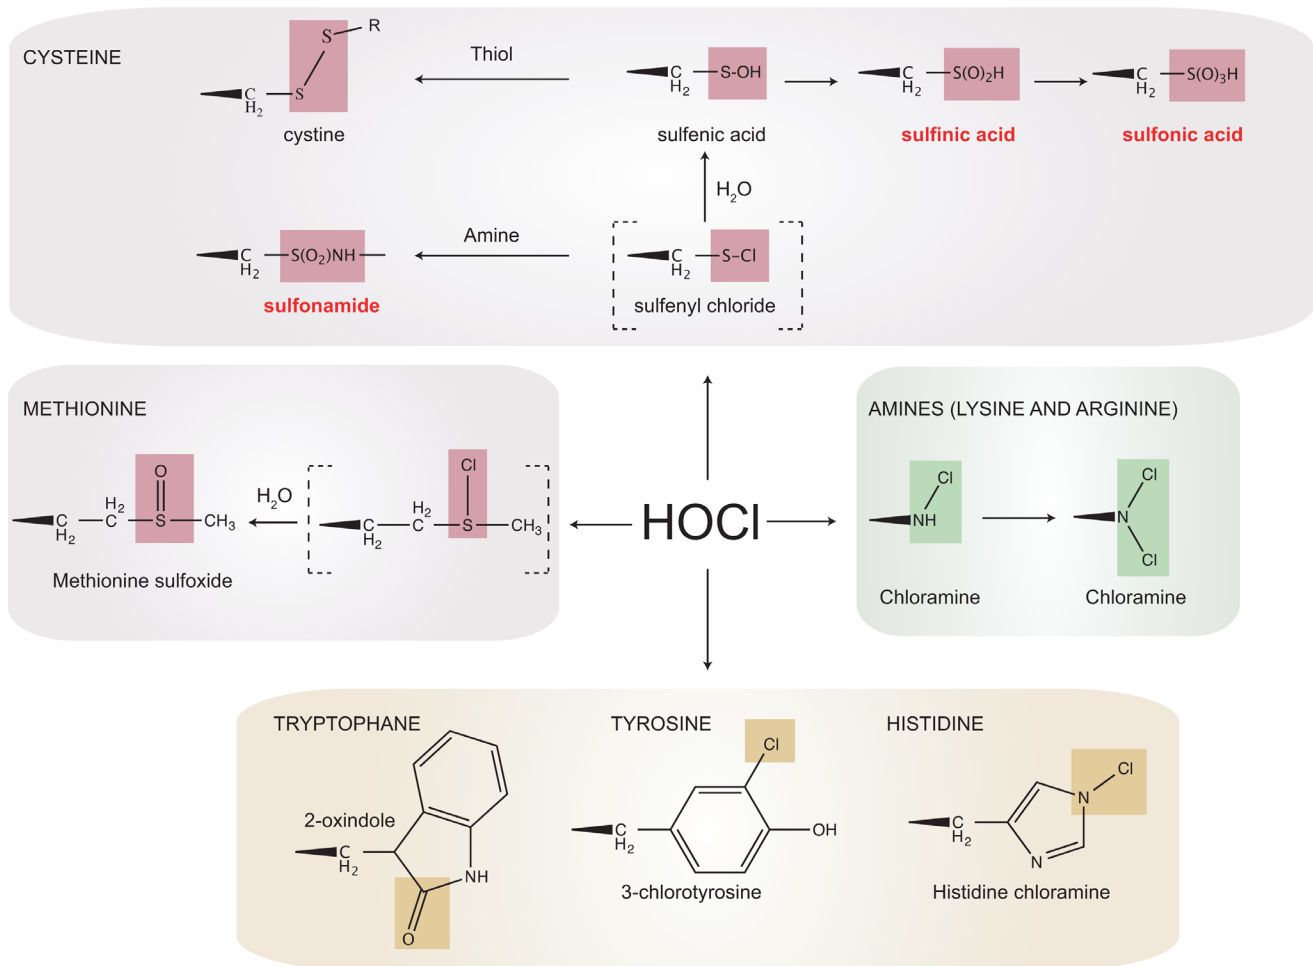 CYSTEINE
S
R
S
C
H2
cystine
Thiol
C
H2
S-OH
sulfenic acid
C
H2
S(O)2H
sulfinic acid
C
H2
S(O)3H
sulfonic acid
H2O
C
H2
S(O2)NH
sulfonamide
Amine
C
H2
S–Cl
sulfenyl chloride
METHIONINE
O
H2
C
C
H2
S
CH3
Methionine sulfoxide
H2O
Cl
H2
C
C
H2
S
CH3
HOCl
AMINES (LYSINE AND ARGININE)
Cl
NH
Chloramine
Cl
N
Cl
Chloramine
TRYPTOPHANE
2-oxindole
C
H2
NH
O
TYROSINE
Cl
C
H2
OH
3-chlorotyrosine
HISTIDINE
Cl
N
C
H2
N
Histidine chloramine